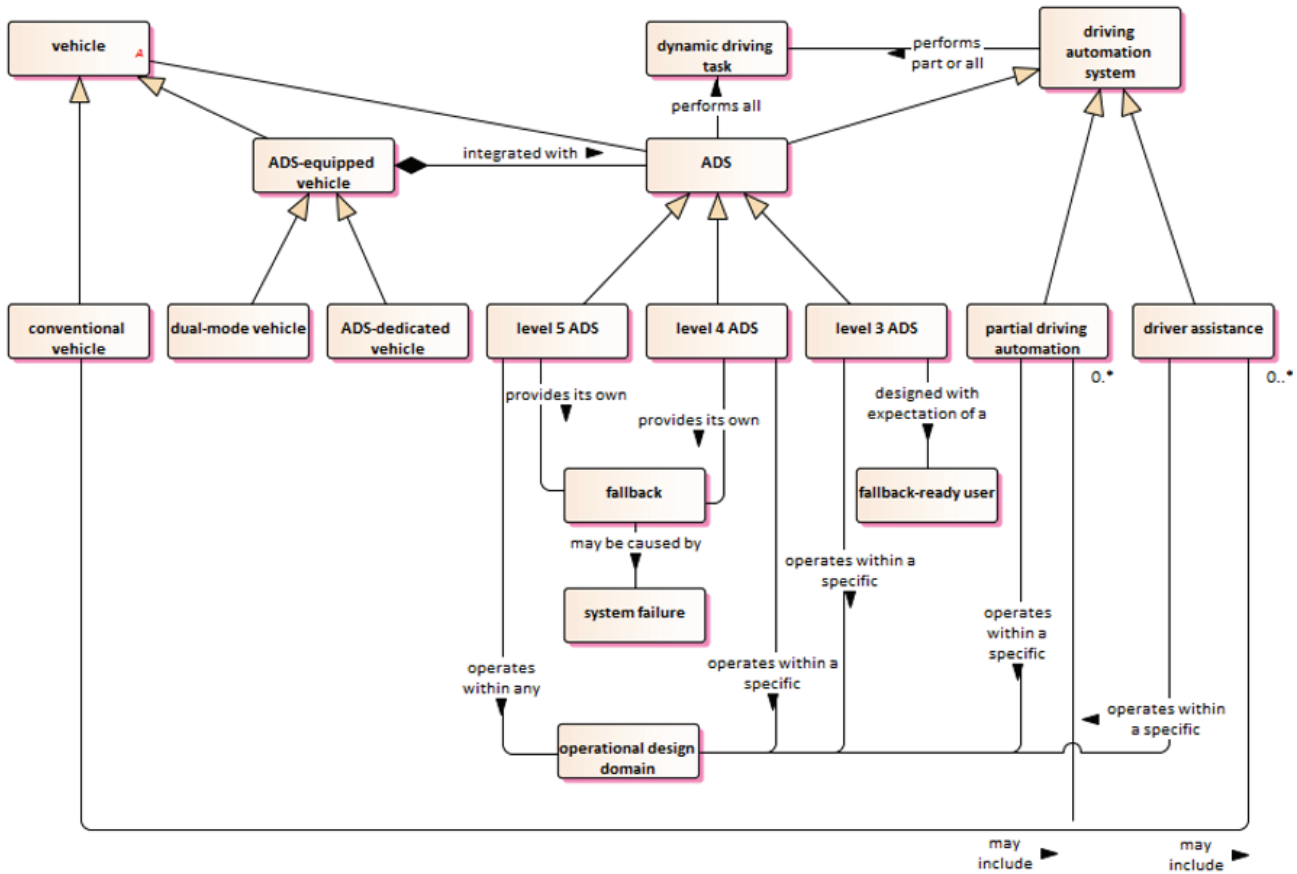 vehicle
A
dynamic driving
task
performs
part or all
driving
automation
system
performs all
ADS-equipped
vehicle
integrated with
ADS
conventional
vehicle
dual-mode vehicle
ADS-dedicated
vehicle
level 5 ADS
level 4 ADS
level 3 ADS
partial driving
automation
driver assistance
0.*
0..*
provides its own
provides its own
designed with
expectation of a
fallback
fallback-ready user
may be caused by
operates within a
specific
system failure
operates
within a
specific
operates
within any
operates within a
specific
operates within
a specific
operational design
domain
may
include
may
include